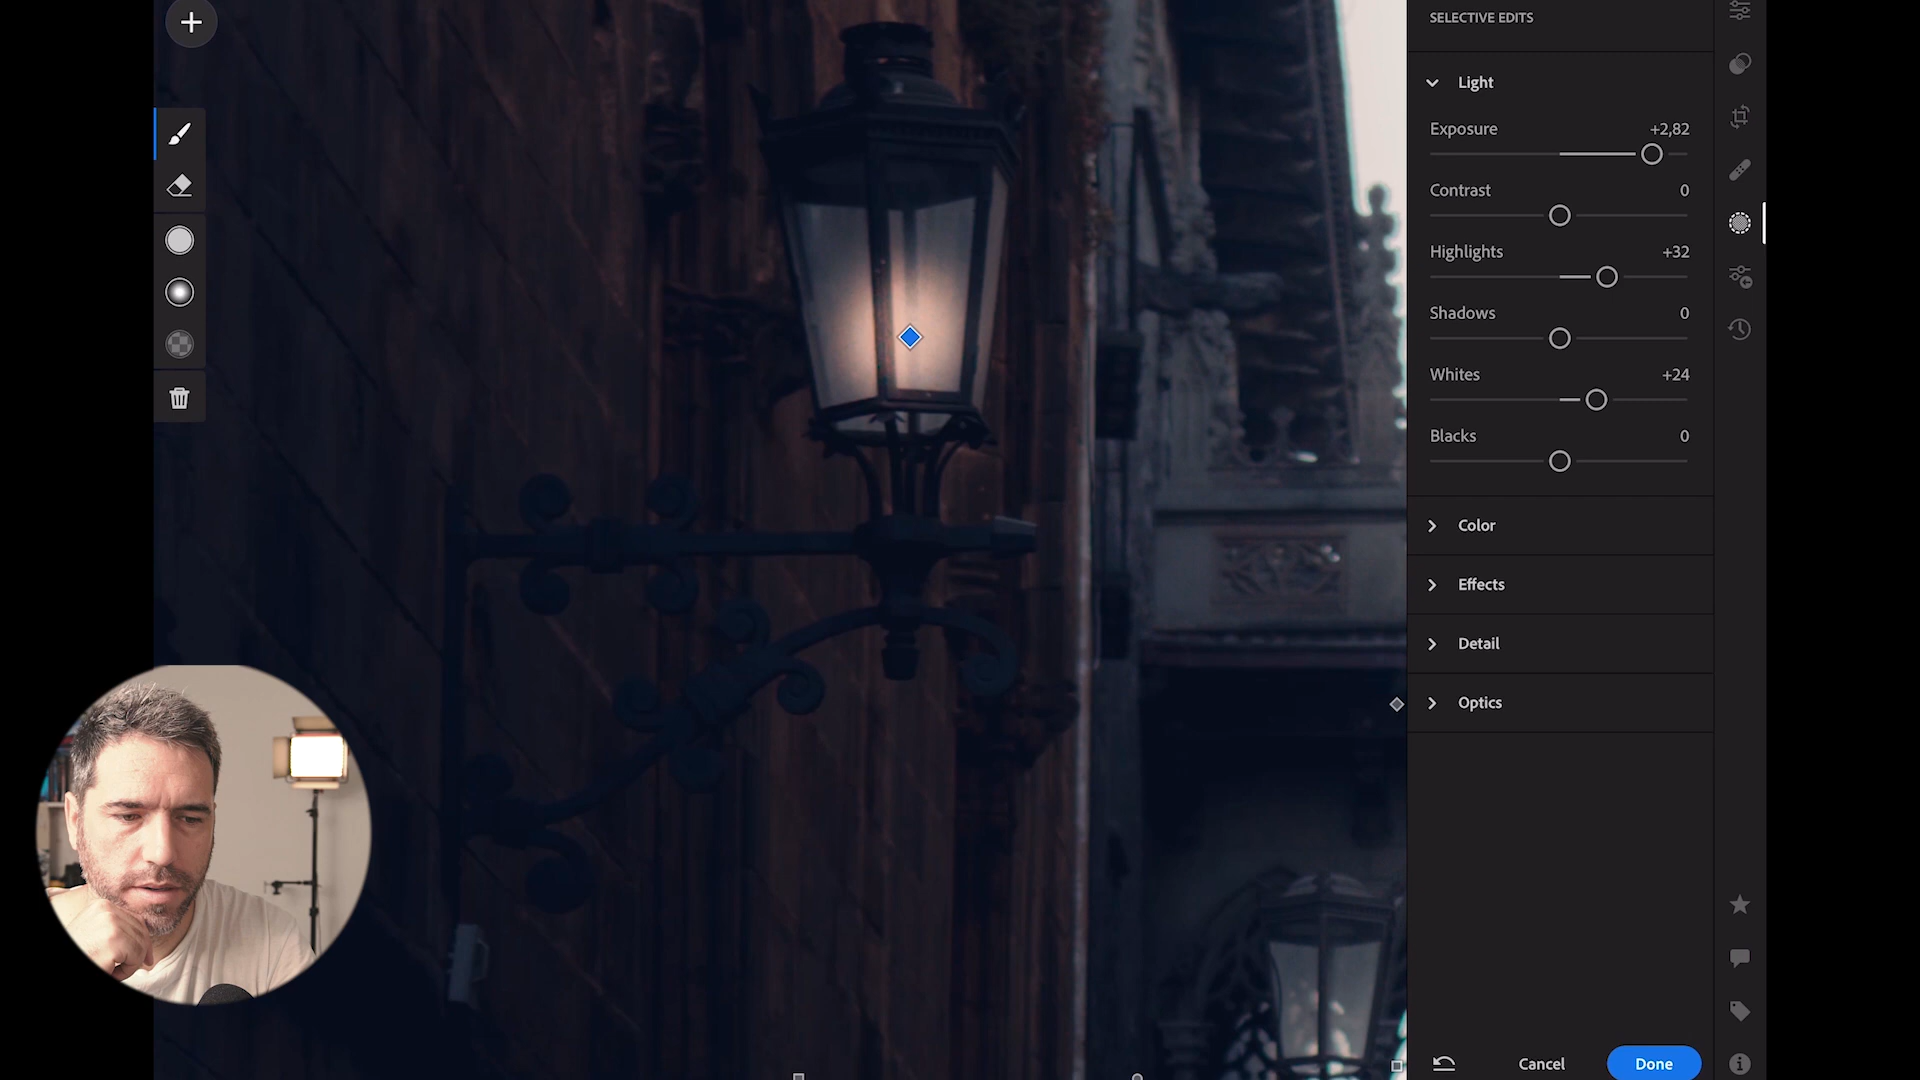 SELECTIVE EDITS
Light
Exposure +2,82
Contrast 0
Highlights +32
Shadows 0
Whites +24
Blacks 0
Color
Effects
Detail
Optics
Cancel Done